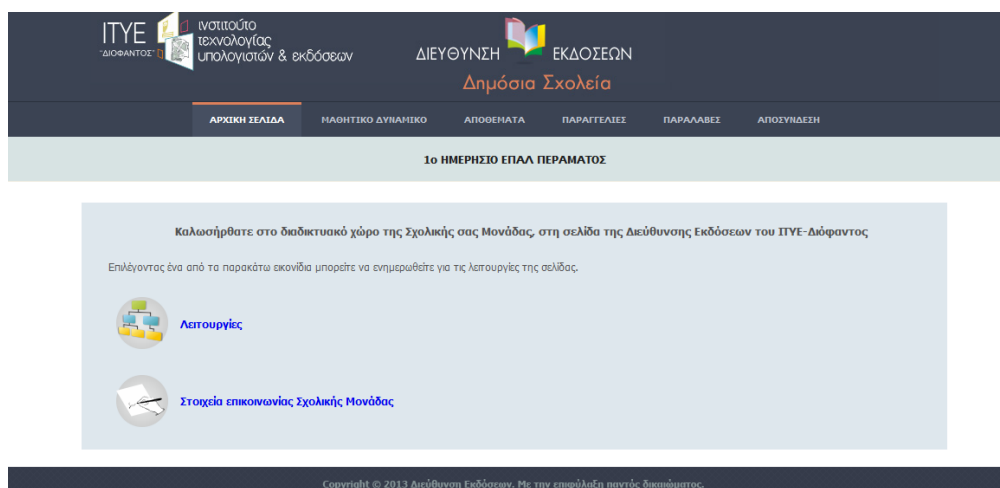 ΙΤΥΕ
"ΔΙΟΦΑΝΤΟΣ"
ινστιτούτο
τεχνολογίας
υπολογιστών & εκδόσεων
ΔΙΕΥΘΥΝΣΗ ΕΚΔΟΣΕΩΝ
Δημόσια Σχολεία
ΑΡΧΙΚΗ ΣΕΛΙΔΑ ΜΑΘΗΤΙΚΟ ΔΥΝΑΜΙΚΟ ΑΠΟΘΕΜΑΤΑ ΠΑΡΑΓΓΕΛΙΕΣ ΠΑΡΑΛΑΒΕΣ ΑΠΟΣΥΝΔΕΣΗ
1ο ΗΜΕΡΗΣΙΟ ΕΠΑΛ ΠΕΡΑΜΑΤΟΣ
Καλωσήρθατε στο διαδικτυακό χώρο της Σχολικής σας Μονάδας, στη σελίδα της Διεύθυνσης Εκδόσεων του ΙΤΥΕ-Διόφαντος
Επιλέγοντας ένα από τα παρακάτω εικονίδια μπορείτε να ενημερωθείτε για τις λειτουργίες της σελίδας.
Λειτουργίες
Στοιχεία επικοινωνίας Σχολικής Μονάδας
Copyright © 2013 Διεύθυνση Εκδόσεων. Με την επιφύλαξη παντός δικαιώματος.